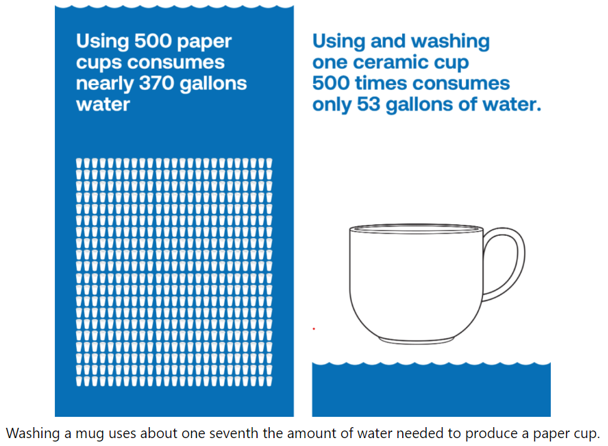 Using 500 paper
cups consumes
nearly 370 gallons
water
Using and washing
one ceramic cup
500 times consumes
only 53 gallons of water.
Washing a mug uses about one seventh the amount of water needed to produce a paper cup.